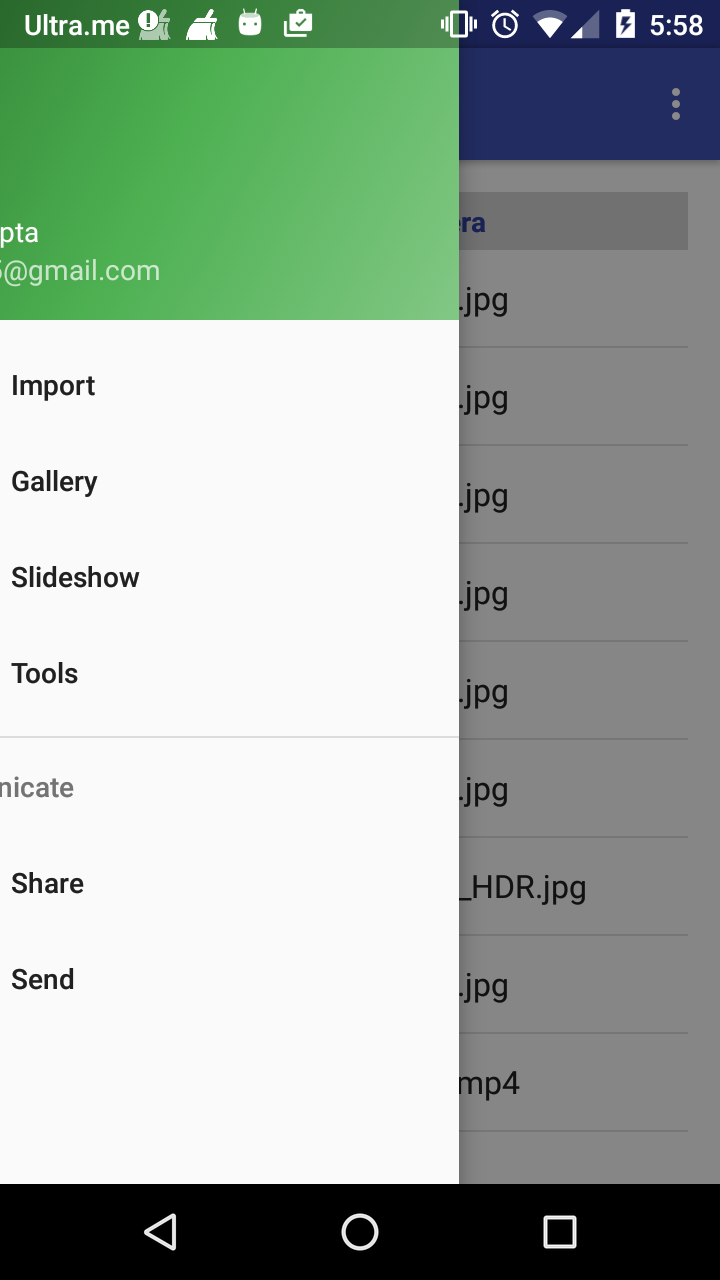 Ultra.me 5:58
pta
@gmail.com
era
Import
.jpg
Gallery
.jpg
Slideshow
.jpg
Tools
.jpg
.jpg
nicate
.jpg
Share
_HDR.jpg
Send
.jpg
mp4